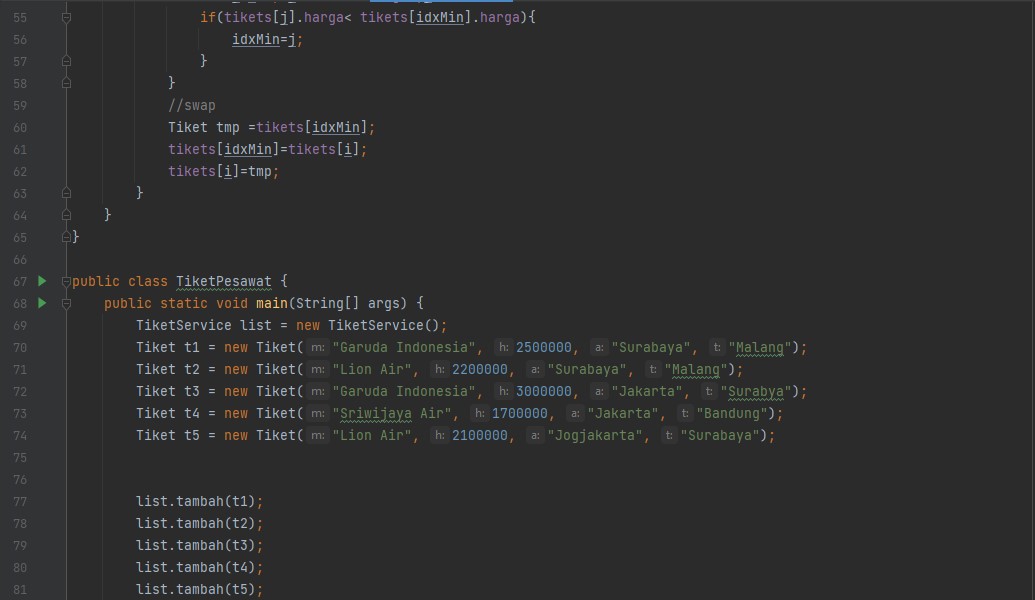 55 if(tikets[j].harga< tikets[idxMin].harga){
56 idxMin=j;
57 }
58 }
59 //swap
60 Tiket tmp =tikets[idxMin];
61 tikets[idxMin]=tikets[i];
62 tikets[i]=tmp;
63 }
64 }
65 }
66
67 public class TiketPesawat {
68 public static void main(String[] args) {
69 TiketService list = new TiketService();
70 Tiket t1 = new Tiket( m: "Garuda Indonesia", h: 2500000, a: "Surabaya", t: "Malang");
71 Tiket t2 = new Tiket( m: "Lion Air", h: 2200000, a: "Surabaya", t: "Malang");
72 Tiket t3 = new Tiket( m: "Garuda Indonesia", h: 3000000, a: "Jakarta", t: "Surabya");
73 Tiket t4 = new Tiket( m: "Sriwijaya Air", h: 1700000, a: "Jakarta", t: "Bandung");
74 Tiket t5 = new Tiket( m: "Lion Air", h: 2100000, a: "Jogjakarta", t: "Surabaya");
75
76
77 list.tambah(t1);
78 list.tambah(t2);
79 list.tambah(t3);
80 list.tambah(t4);
81 list.tambah(t5);